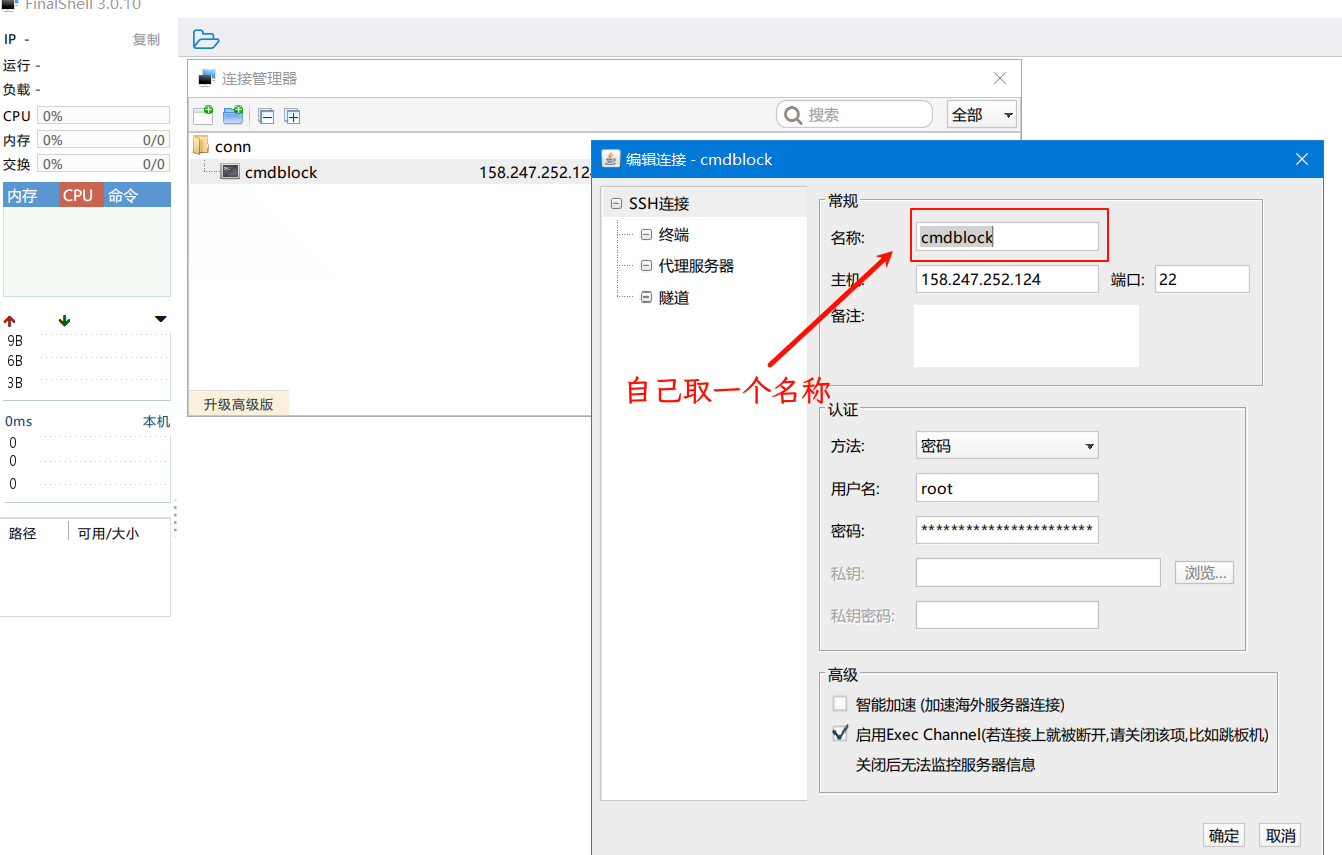 FinalShell 3.0.10
IP - 复制
运行 -
负载 -
CPU 0%
内存 0% 0/0
交换 0% 0/0
内存 CPU 命令
9B
6B
3B
0ms 本机
0
0
0
路径 可用/大小
连接管理器
搜索 全部
conn
cmdblock 158.247.252.12
升级高级版
编辑连接 - cmdblock
SSH连接
终端
代理服务器
隧道
常规
名称: cmdblock
主机: 158.247.252.124 端口: 22
备注:
自己取一个名称
认证
方法: 密码
用户名: root
密码: ***********************
私钥: 浏览...
私钥密码:
高级
智能加速 (加速海外服务器连接)
启用Exec Channel(若连接上就被断开,请关闭该项,比如跳板机)
关闭后无法监控服务器信息
确定 取消